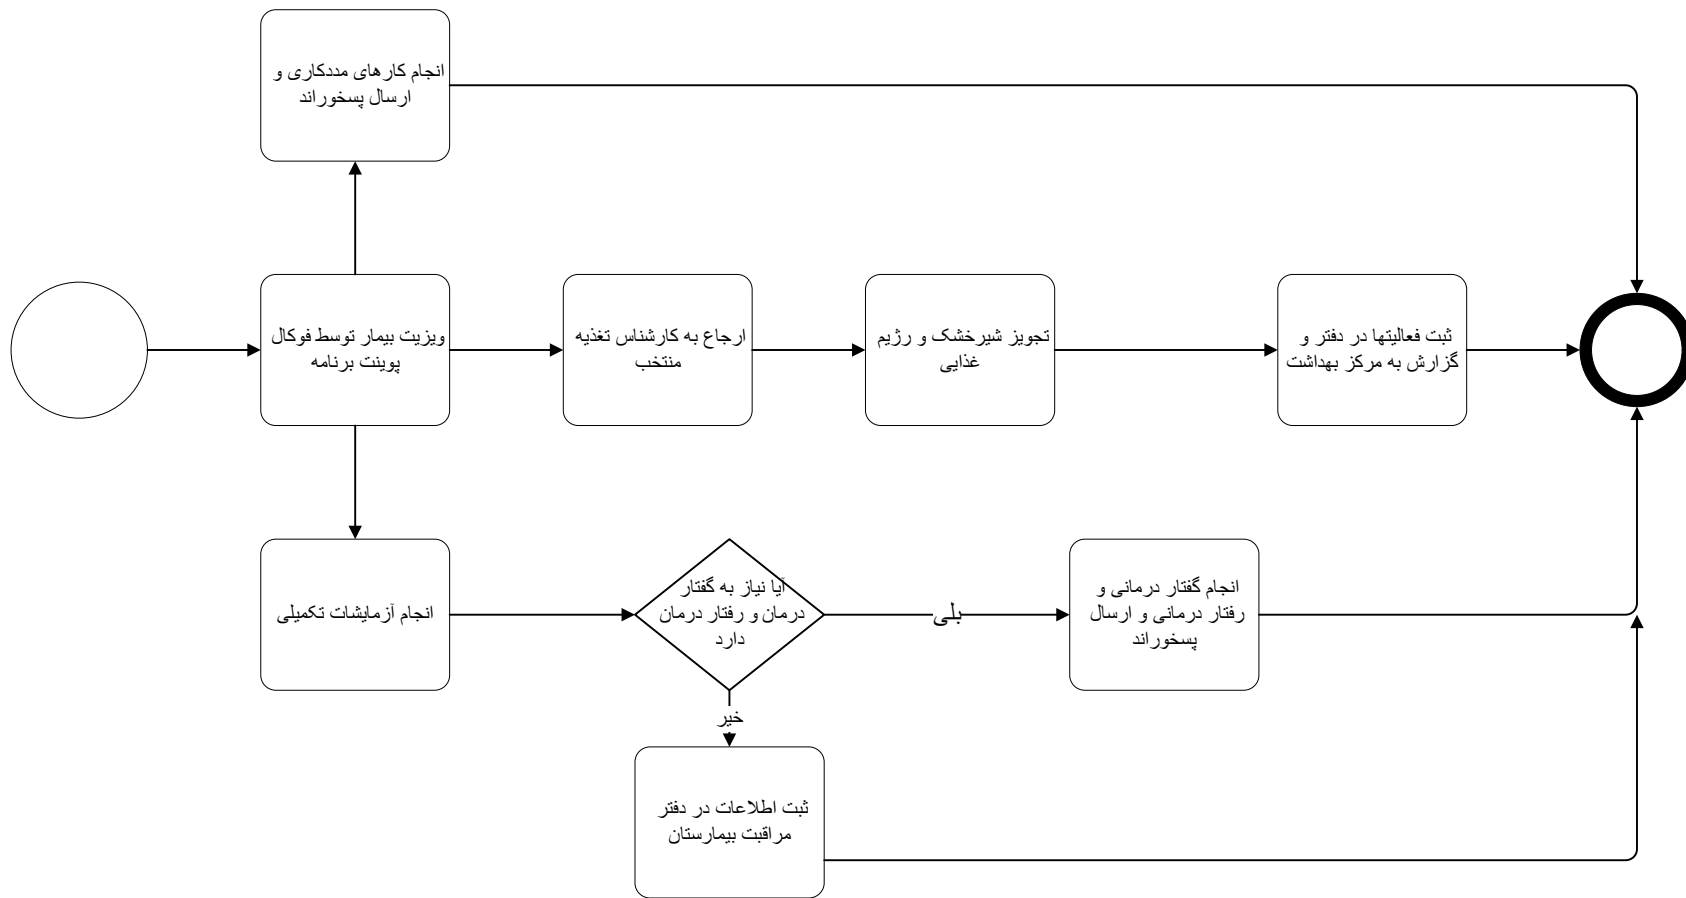 انجام کارهای مددکاری و
ارسال پسخوراند
ویزیت بیمار توسط فوکال
پوینت برنامه
ارجاع به کارشناس تغذیه
منتخب
تجویز شیرخشک و رژیم
غذایی
ثبت فعالیتها در دفتر و
گزارش به مرکز بهداشت
انجام آزمایشات تکمیلی
آیا نیاز به گفتار
درمان و رفتار درمان
دارد
بلی
انجام گفتار درمانی و
رفتار درمانی و ارسال
پسخوراند
خیر
ثبت اطلاعات در دفتر
مراقبت بیمارستان